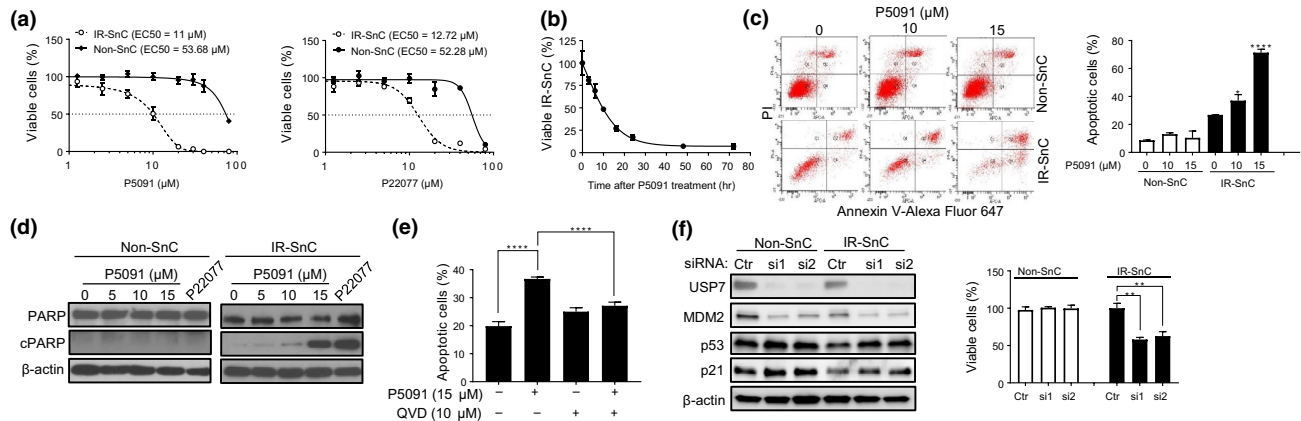 (a)
IR-SnC (EC50 = 11 μM)
Non-SnC (EC50 = 53.68 μM)
Viable cells (%)
150
100
50
0
1
10
100
P5091 (μM)
IR-SnC (EC50 = 12.72 μM)
Non-SnC (EC50 = 52.28 μM)
Viable cells (%)
150
100
50
0
1
10
100
P22077 (μM)
(b)
Viable IR-SnC (%)
125
100
75
50
25
0
0 10 20 30 40 50 60 70 80
Time after P5091 treatment (hr)
(c)
P5091 (μM)
0 10 15
PI
Non-SnC
IR-SnC
Annexin V-Alexa Fluor 647
Apoptotic cells (%)
80
60
40
20
0
*
****
P5091 (μM) 0 10 15 0 10 15
Non-SnC IR-SnC
(d)
Non-SnC IR-SnC
P5091 (μM) P22077 P5091 (μM) P22077
0 5 10 15 0 5 10 15
PARP
cPARP
β-actin
(e)
Apoptotic cells (%)
50
40
30
20
10
0
**** ****
P5091 (15 μM) – + – +
QVD (10 μM) – – + +
(f)
Non-SnC IR-SnC
siRNA: Ctr si1 si2 Ctr si1 si2
USP7
MDM2
p53
p21
β-actin
Viable cells (%)
150
100
50
0
Non-SnC IR-SnC
**
**
Ctr si1 si2 Ctr si1 si2